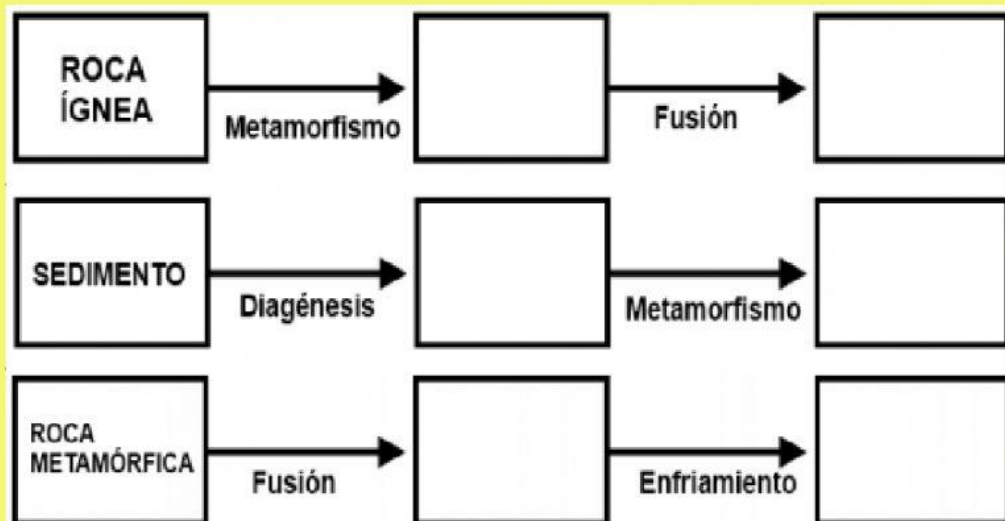 ROCA
ÍGNEA
Metamorfismo
Fusión
SEDIMENTO
Diagénesis
Metamorfismo
ROCA
METAMÓRFICA
Fusión
Enfriamiento